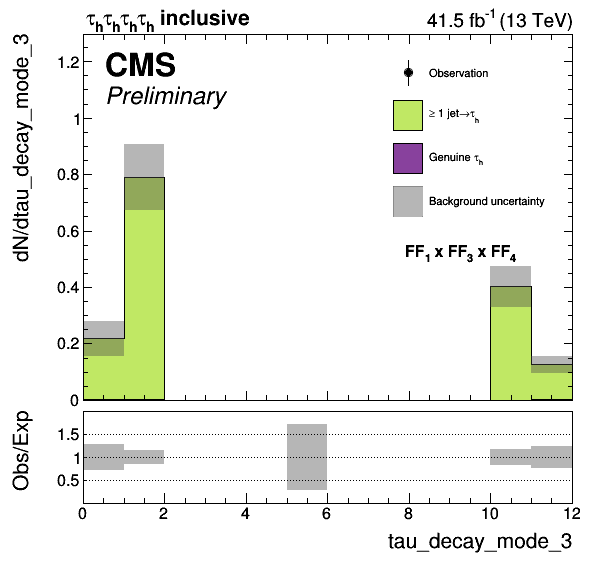 τhτhτhτh inclusive 41.5 fb⁻¹ (13 TeV)
dN/dtau_decay_mode_3
CMS
Preliminary
Observation
≥ 1 jet→τh
Genuine τh
Background uncertainty
FF₁ x FF₃ x FF₄
1.2
1
0.8
0.6
0.4
0.2
0
Obs/Exp
1.5
1
0.5
0 2 4 6 8 10 12
tau_decay_mode_3